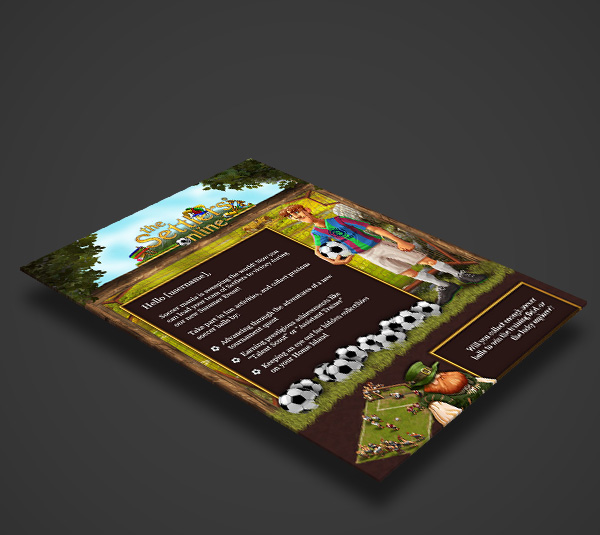 the
Settlers
Online
Hello [username],
Soccer mania is sweeping the world! Now you
can lead your team of Settlers to victory during
our new Summer Event!
Take part in fun activities, and collect precious
soccer balls by:
Advancing through the adventures of a new
tournament quest
Earning prestigious achievements like
"Talent Scout" or "Assistant Trainer"
Keeping an eye out for hidden collectibles
on your Home Island
Will you collect enough soccer
balls to win the Training Field, or
the lucky squirrel?